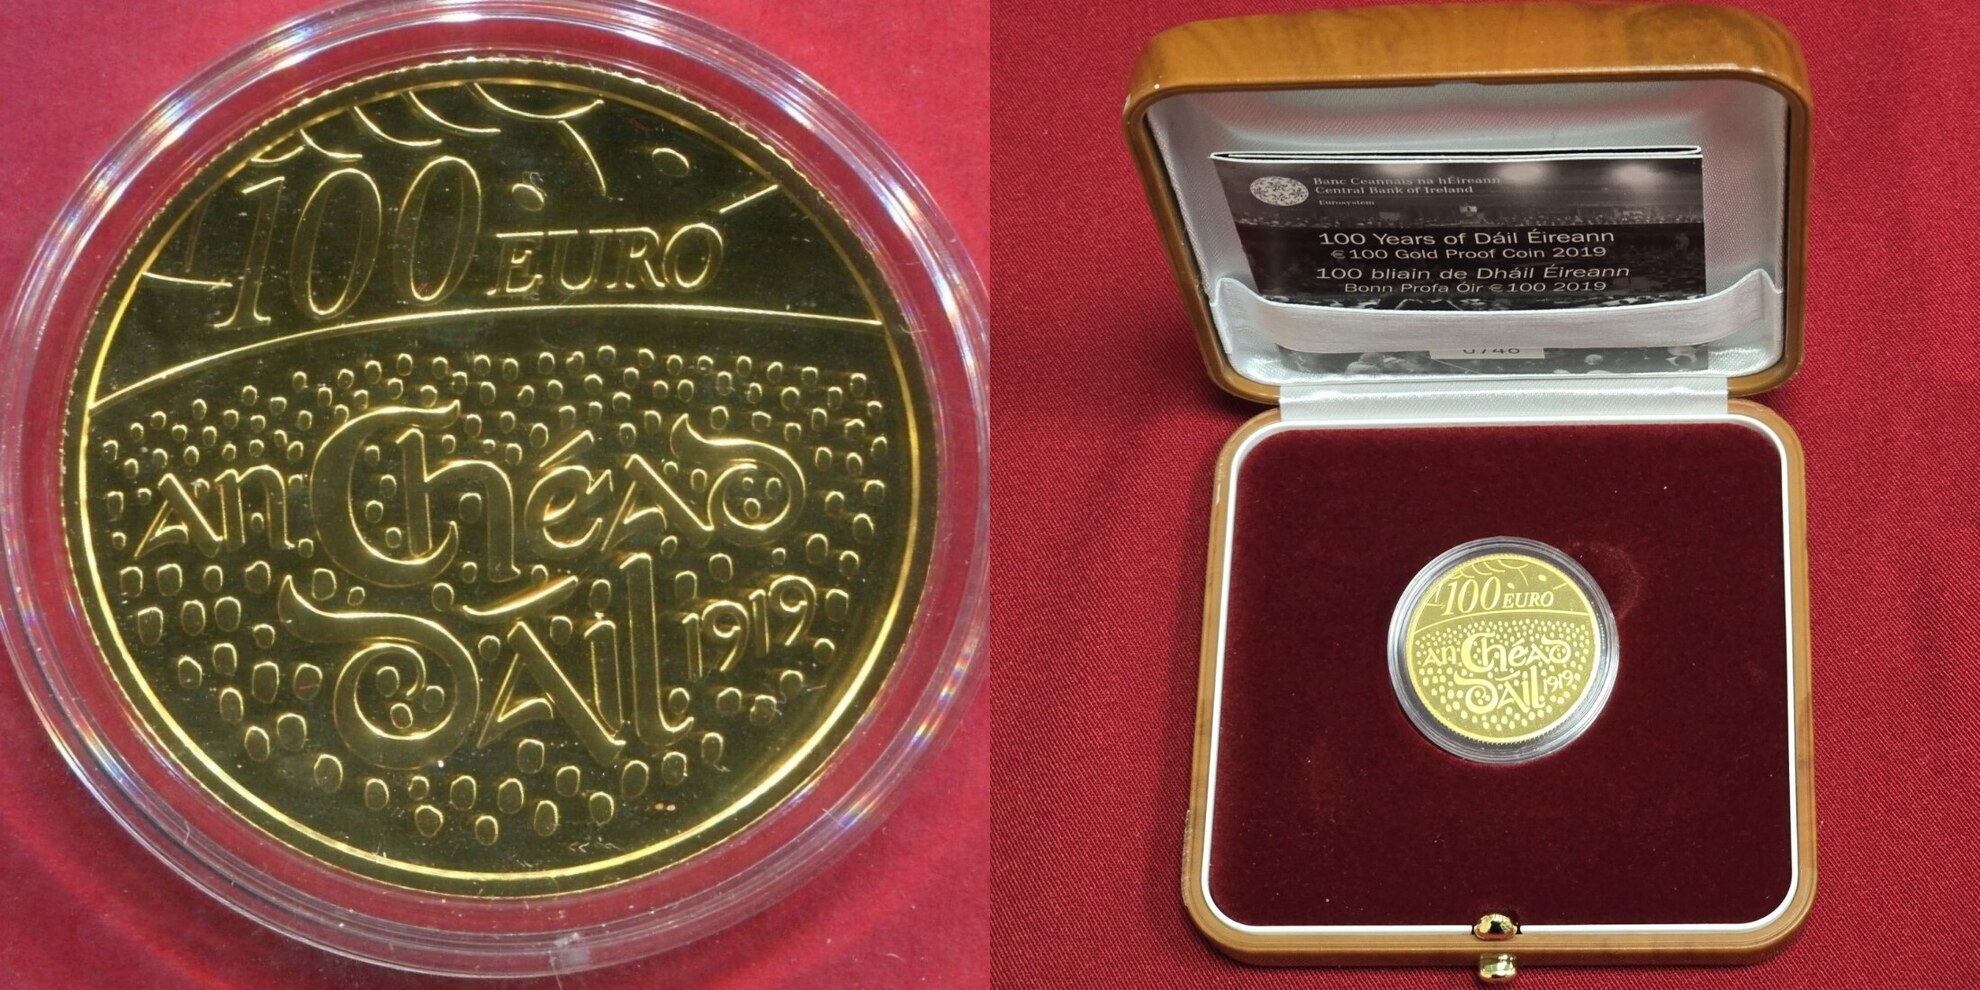 100 EURO
an Chéad
Dáil 1919
Banc Ceannais na hÉireann
Central Bank of Ireland
Eurosystem
100 Years of Dáil Éireann
€100 Gold Proof Coin 2019
100 bliain de Dháil Éireann
Bonn Profa Óir €100 2019
0746
100 EURO
an Chéad
Dáil 1919